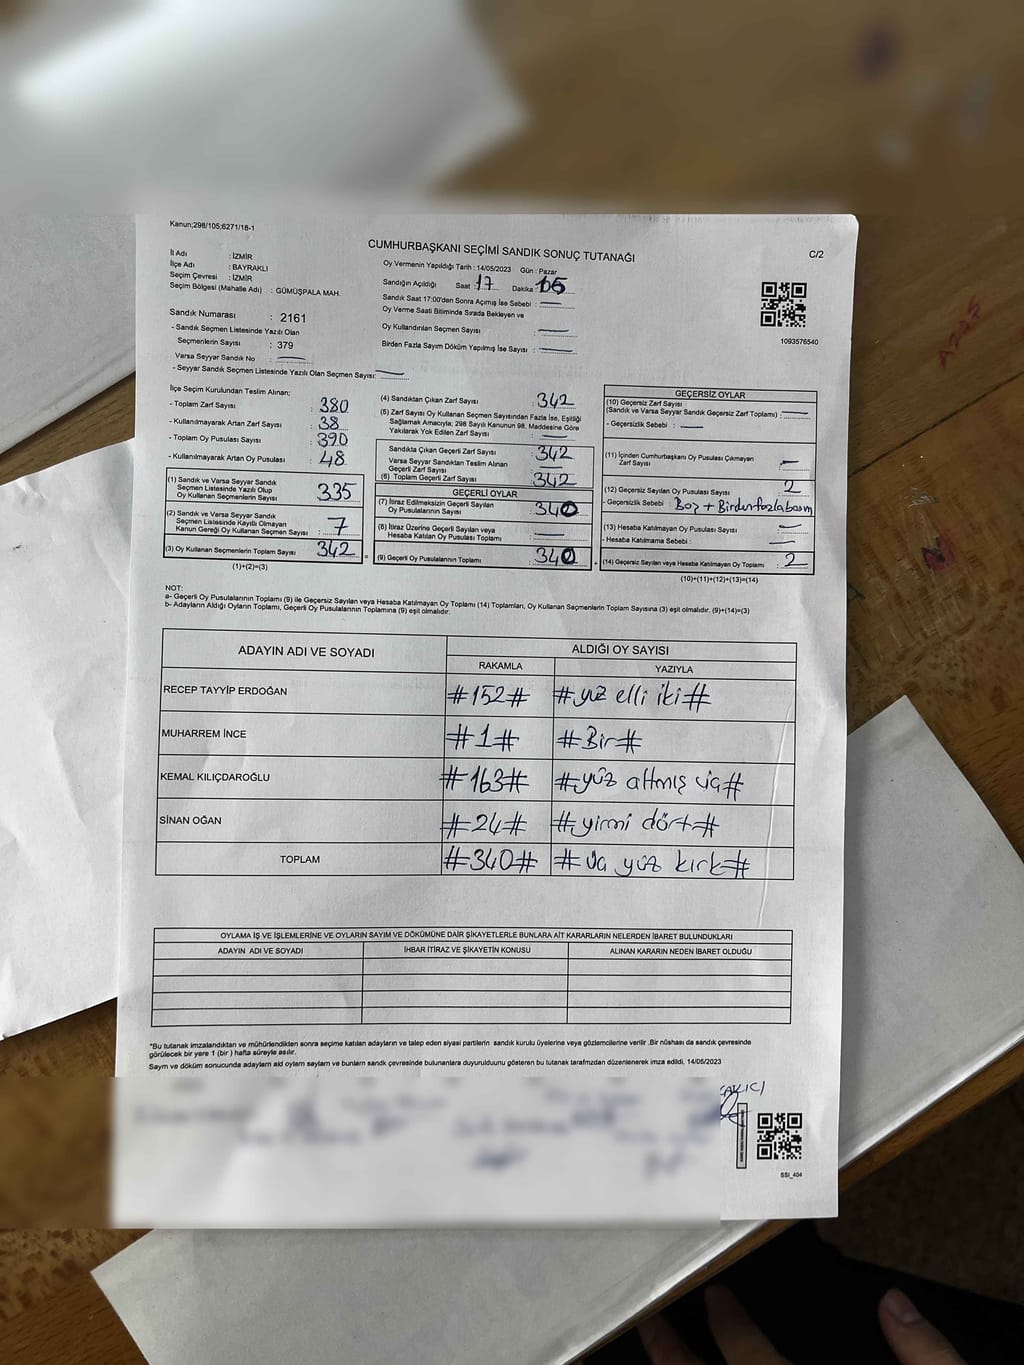 Kanun;298/105;6271/18-1
CUMHURBAŞKANI SEÇİMİ SANDIK SONUÇ TUTANAĞI
C/2
İl Adı : İZMİR
İlçe Adı : BAYRAKLI
Seçim Çevresi : İZMİR
Seçim Bölgesi (Mahalle Adı) : GÜMÜŞPALA MAH.
Sandık Numarası : 2161
- Sandık Seçmen Listesinde Yazılı Olan
Seçmenlerin Sayısı : 379
Varsa Seyyar Sandık No :
- Seyyar Sandık Seçmen Listesinde Yazılı Olan Seçmen Sayısı:
Oy Vermenin Yapıldığı Tarih : 14/05/2023 Gün : Pazar
Sandığın Açıldığı Saat : 17 Dakika :
Sandık Saat 17:00'den Sonra Açımış İse Sebebi :
Oy Verme Saati Bitiminde Sırada Bekleyen ve
Oy Kullandırılan Seçmen Sayısı :
Birden Fazla Sayım Döküm Yapılmış İse Sayısı :
1093576540
İlçe Seçim Kurulundan Teslim Alınan;
- Toplam Zarf Sayısı : 380
- Kullanılmayarak Artan Zarf Sayısı : 38
- Toplam Oy Pusulası Sayısı : 390
- Kullanılmayarak Artan Oy Pusulası : 48
(1) Sandık ve Varsa Seyyar Sandık
Seçmen Listesinde Yazılı Olup
Oy Kullanan Seçmenlerin Sayısı : 335
(2) Sandık ve Varsa Seyyar Sandık
Seçmen Listesinde Kayıtlı Olmayan
Kanun Gereği Oy Kullanan Seçmen Sayısı : 7
(3) Oy Kullanan Seçmenlerin Toplam Sayısı : 342
(1)+(2)=(3)
(4) Sandıktan Çıkan Zarf Sayısı : 342
(5) Zarf Sayısı Oy Kullanan Seçmen Sayısından Fazla İse, Eşitliği
Sağlamak Amacıyla; 298 Sayılı Kanunun 98. Maddesine Göre
Yakılarak Yok Edilen Zarf Sayısı :
Sandıkta Çıkan Geçerli Zarf Sayısı : 342
Varsa Seyyar Sandıktan Teslim Alınan
Geçerli Zarf Sayısı :
(6) Toplam Geçerli Zarf Sayısı : 342
GEÇERLİ OYLAR
(7) İtiraz Edilmeksizin Geçerli Sayılan
Oy Pusulalarının Sayısı : 340
(8) İtiraz Üzerine Geçerli Sayılan veya
Hesaba Katılan Oy Pusulası Toplamı :
= (9) Geçerli Oy Pusulalarının Toplamı : 340 +
GEÇERSİZ OYLAR
(10) Geçersiz Zarf Sayısı
(Sandık ve Varsa Seyyar Sandık Geçersiz Zarf Toplamı) :
- Geçersizlik Sebebi :
(11) İçinden Cumhurbaşkanı Oy Pusulası Çıkmayan
Zarf Sayısı :
(12) Geçersiz Sayılan Oy Pusulası Sayısı : 2
- Geçersizlik Sebebi : Boş + Birden fazla basım
(13) Hesaba Katılmayan Oy Pusulası Sayısı :
- Hesaba Katılmama Sebebi :
(14) Geçersiz Sayılan veya Hesaba Katılmayan Oy Toplamı : 2
(10)+(11)+(12)+(13)=(14)
NOT:
a- Geçerli Oy Pusulalarının Toplamı (9) ile Geçersiz Sayılan veya Hesaba Katılmayan Oy Toplamı (14) Toplamları, Oy Kullanan Seçmenlerin Toplam Sayısına (3) eşit olmalıdır. (9)+(14)=(3)
b- Adayların Aldığı Oyların Toplamı, Geçerli Oy Pusulalarının Toplamına (9) eşit olmalıdır.
ADAYIN ADI VE SOYADI ALDIĞI OY SAYISI
RAKAMLA YAZIYLA
RECEP TAYYİP ERDOĞAN #152# #yüz elli iki#
MUHARREM İNCE #1# #Bir#
KEMAL KILIÇDAROĞLU #163# #yüz altmış üç#
SİNAN OĞAN #24# #yirmi dört#
TOPLAM #340# #üç yüz kırk#
OYLAMA İŞ VE İŞLEMLERİNE VE OYLARIN SAYIM VE DÖKÜMÜNE DAİR ŞİKAYETLERLE BUNLARA AİT KARARLARIN NELERDEN İBARET BULUNDUKLARI
ADAYIN ADI VE SOYADI İHBAR İTİRAZ VE ŞİKAYETİN KONUSU ALINAN KARARIN NEDEN İBARET OLDUĞU
*Bu tutanak imzalandıktan ve mühürlendikten sonra seçime katılan adayların ve talep eden siyasi partilerin sandık kurulu üyelerine veya gözlemcilerine verilir .Bir nüshası da sandık çevresinde
görülecek bir yere 1 (bir ) hafta süreyle asılır.
Sayım ve döküm sonucunda adayların aldı oyların sayların ve bunların sandık çevresinde bulunanlara duyurulduunu gösteren bu tutanak tarafımzdan düzenlenerek imza edildi. 14/05/2023
SSI_404